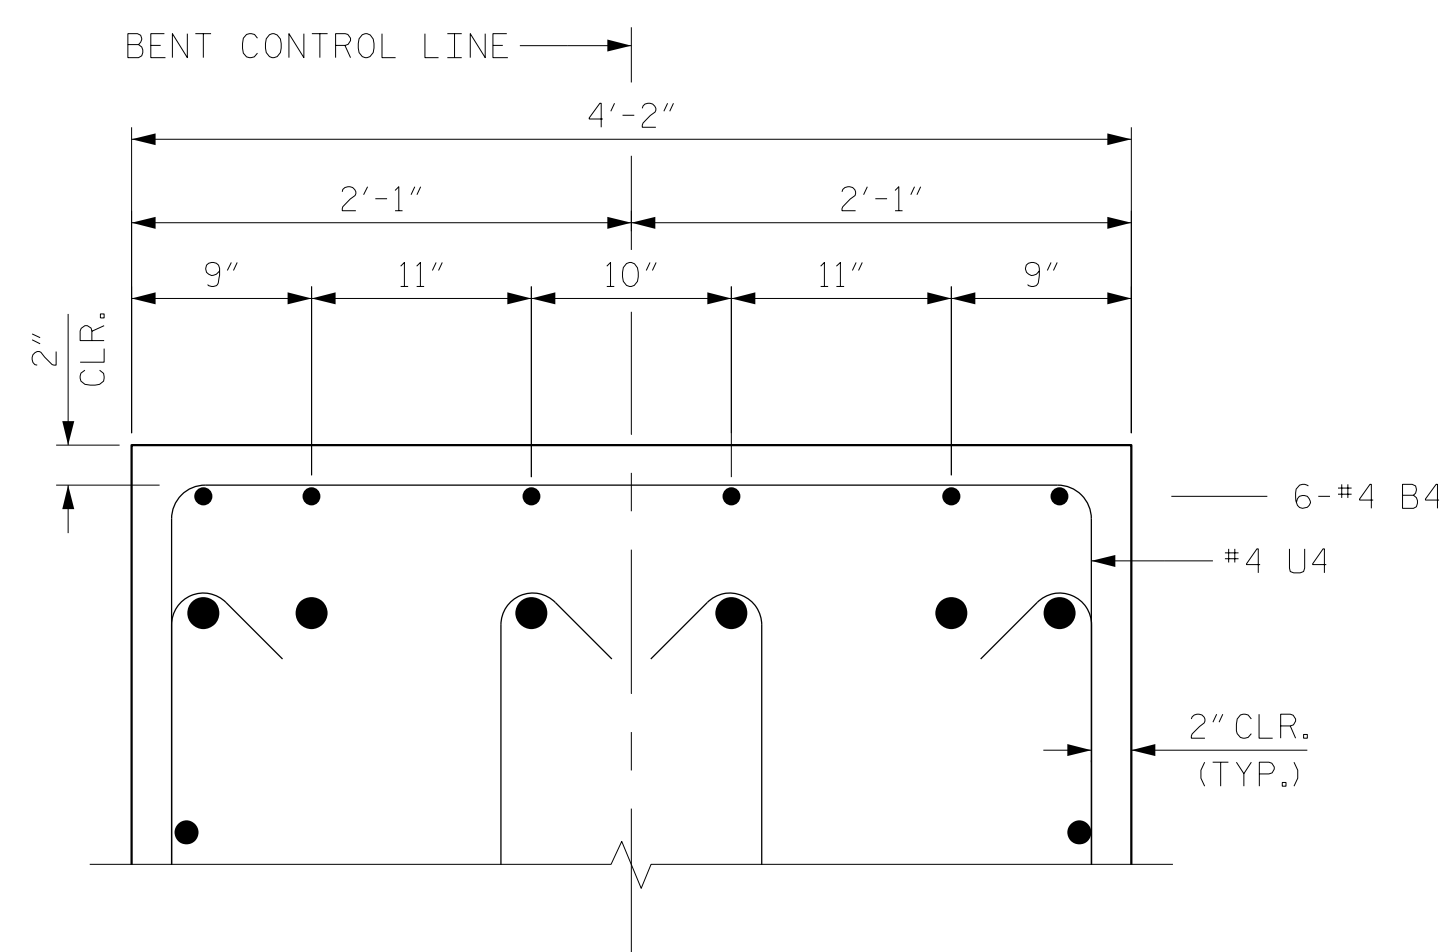 BENT CONTROL LINE
4'-2"
2'-1" 2'-1"
9" 11" 10" 11" 9"
2"
CLR.
6-#4 B4
#4 U4
2" CLR.
(TYP.)